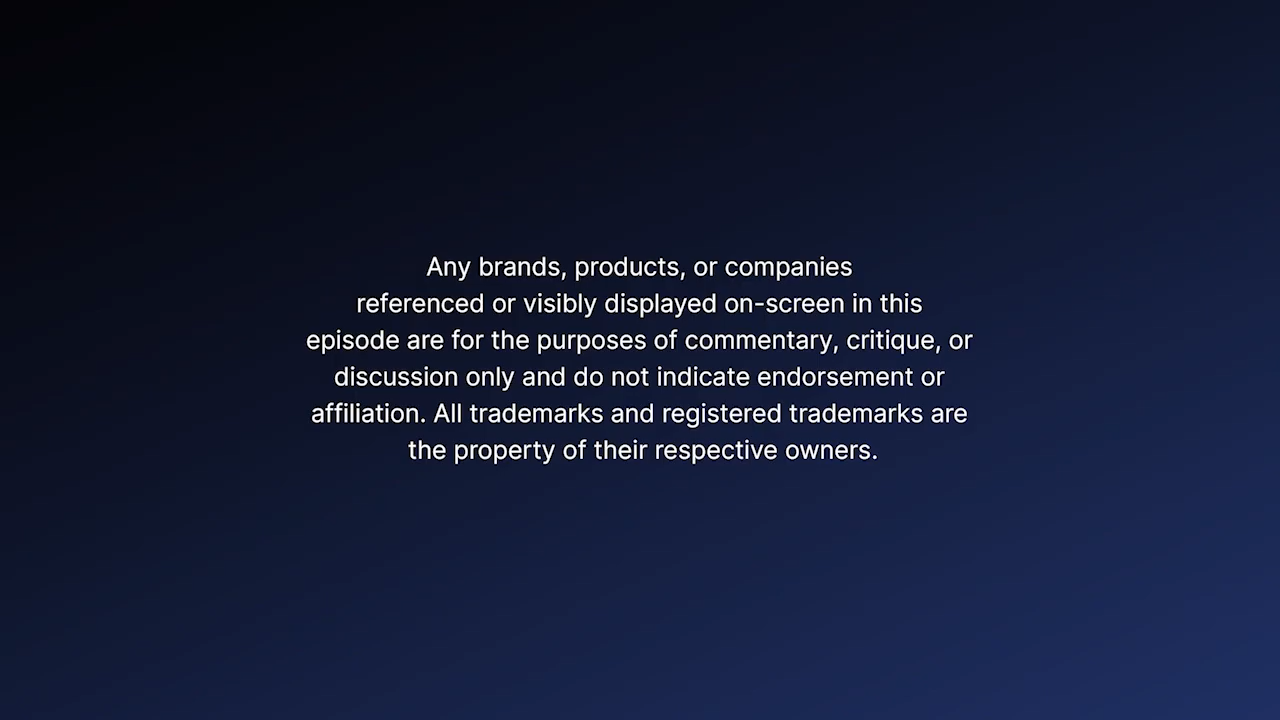 Any brands, products, or companies
referenced or visibly displayed on-screen in this
episode are for the purposes of commentary, critique, or
discussion only and do not indicate endorsement or
affiliation. All trademarks and registered trademarks are
the property of their respective owners.